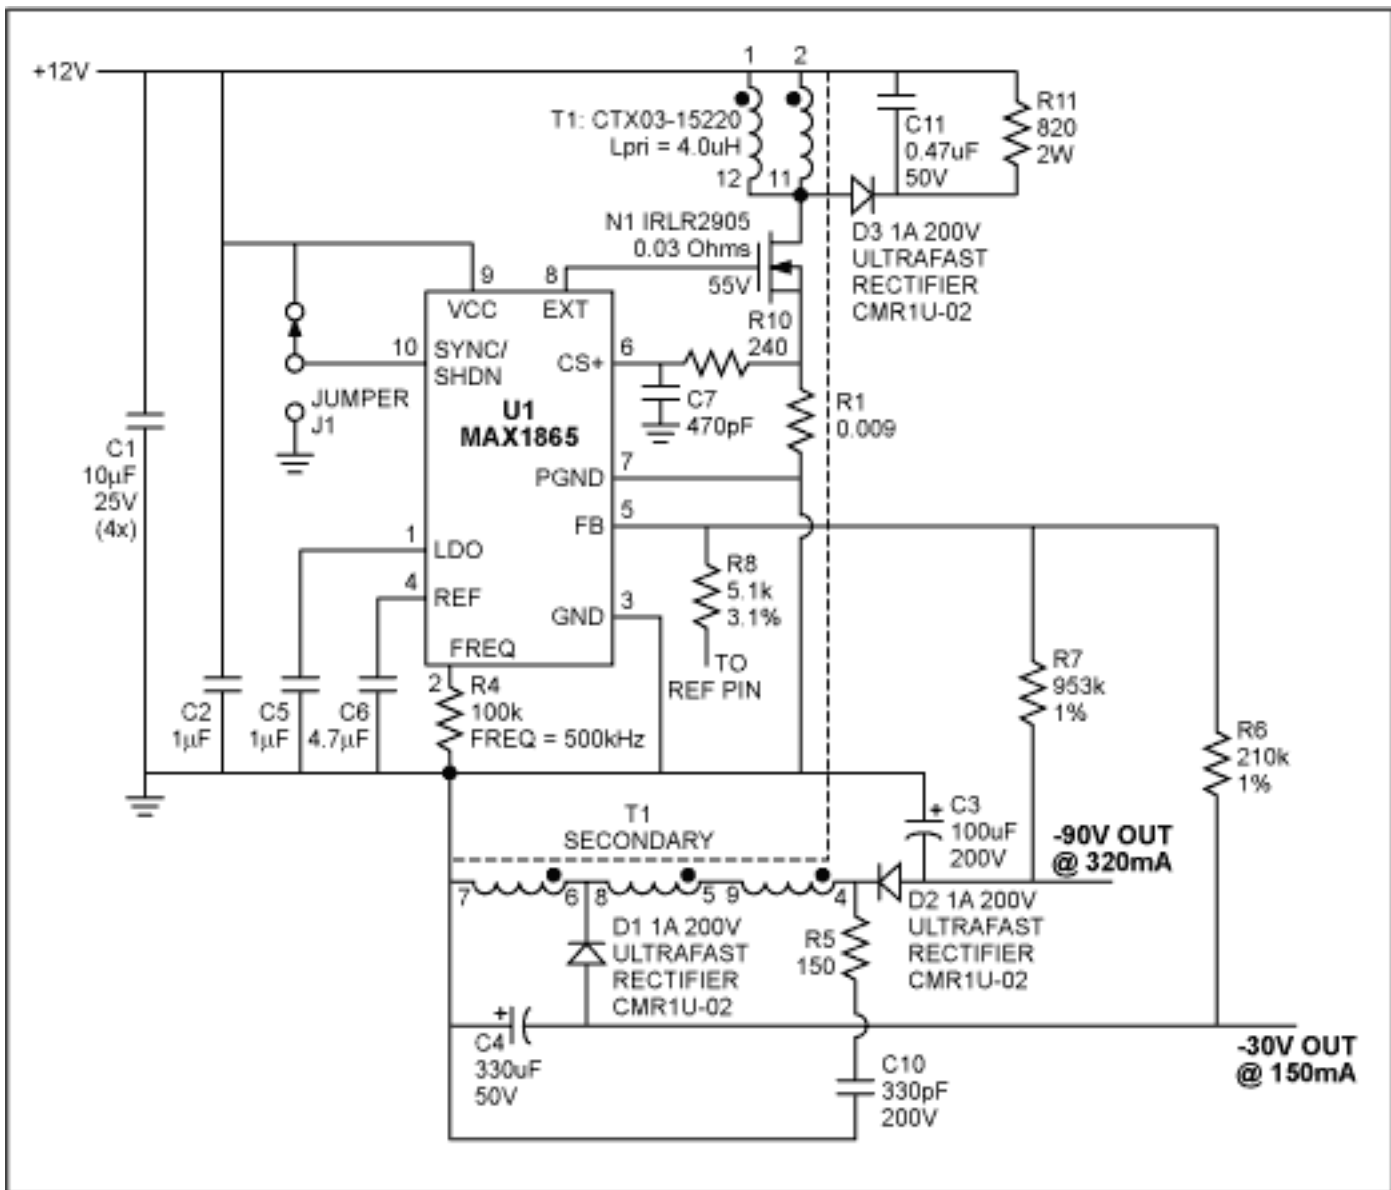 1 2
+12V
T1: CTX03-15220
Lpri = 4.0uH
12 11
C11
0.47uF
50V
R11
820
2W
N1 IRLR2905
0.03 Ohms
55V
D3 1A 200V
ULTRAFAST
RECTIFIER
CMR1U-02
9 8
VCC EXT
10
SYNC/
SHDN
6
CS+
R10
240
C7
470pF
R1
0.009
JUMPER
J1
U1
MAX1865
C1
10µF
25V
(4x)
7
PGND
5
FB
1
LDO
4
REF
3
GND
FREQ
2
R8
5.1k
3.1%
TO
REF PIN
R4
100k
FREQ = 500kHz
C2
1µF
C5
1µF
C6
4.7µF
R7
953k
1%
R6
210k
1%
T1
SECONDARY
C3
+
100uF
200V
-90V OUT
@ 320mA
7 6 8 5 9 4
D1 1A 200V
ULTRAFAST
RECTIFIER
CMR1U-02
R5
150
D2 1A 200V
ULTRAFAST
RECTIFIER
CMR1U-02
+
C4
330uF
50V
C10
330pF
200V
-30V OUT
@ 150mA